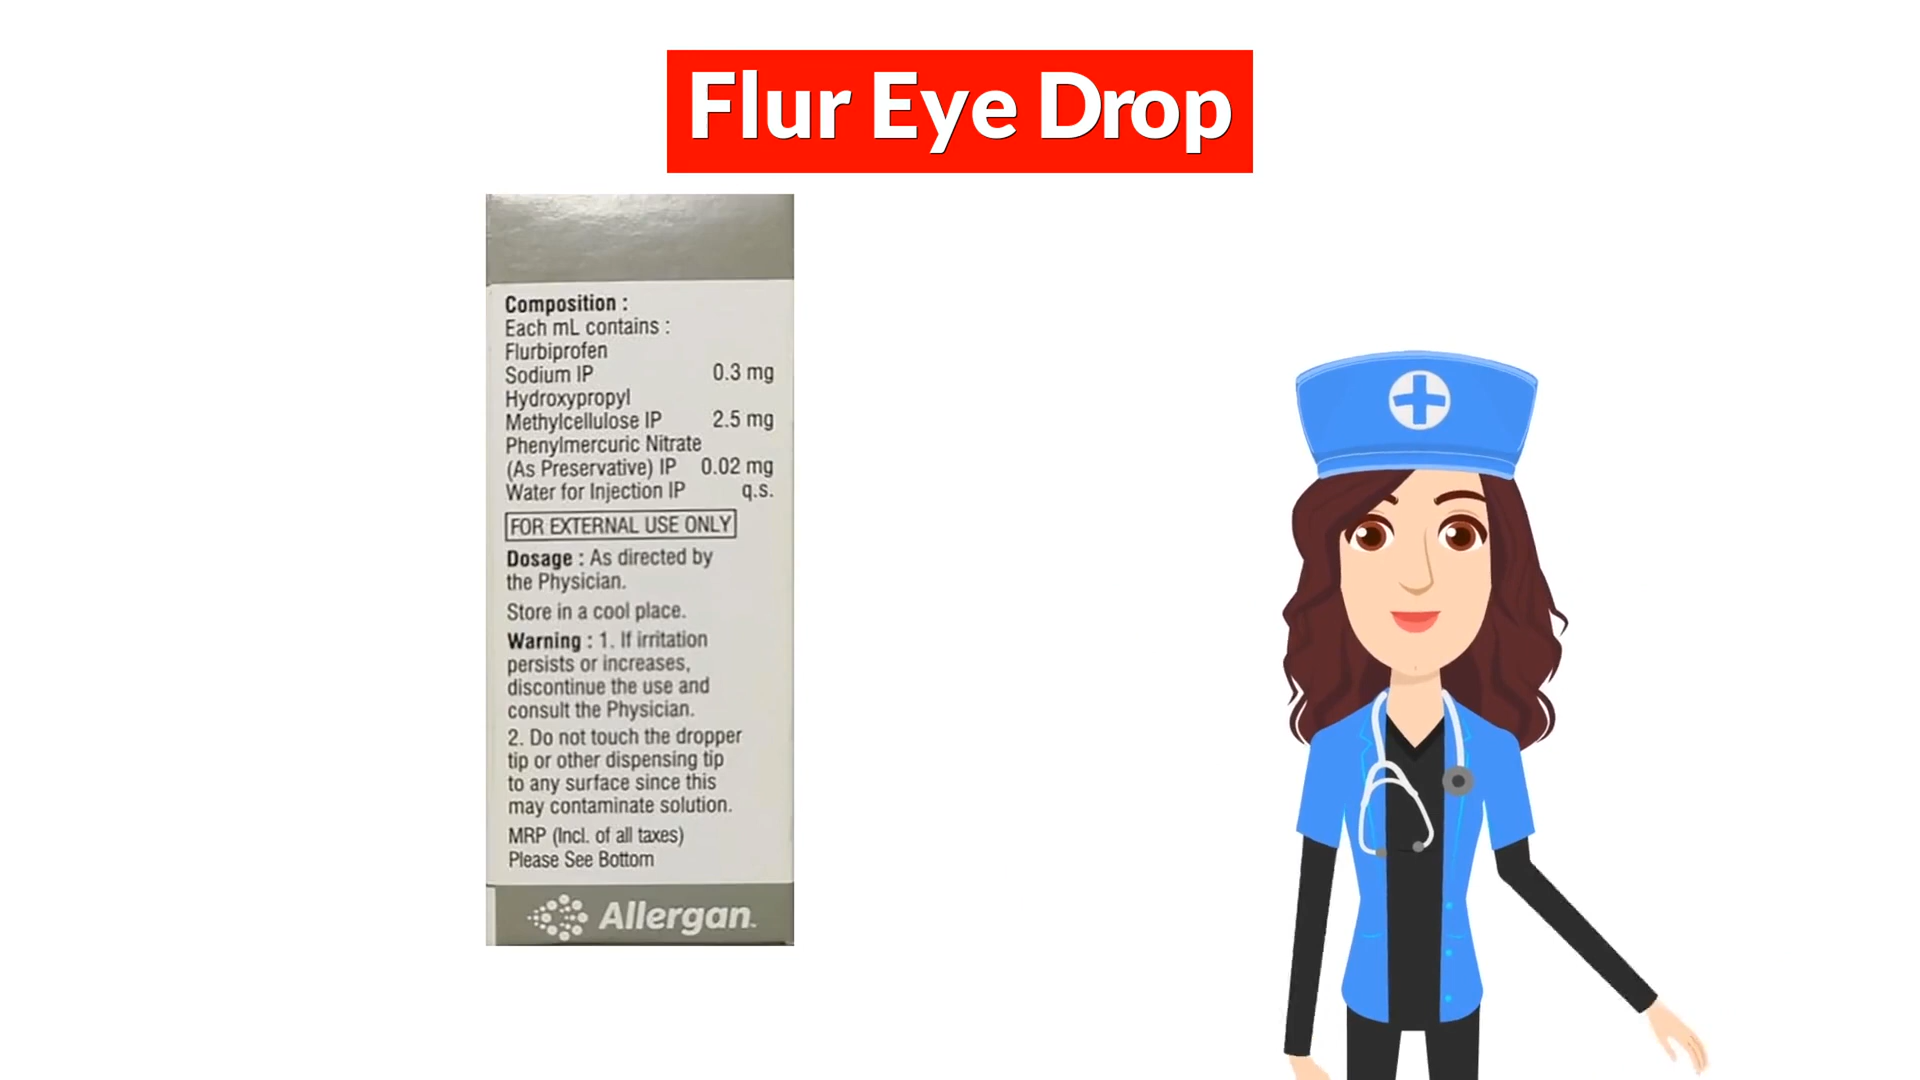 Flur Eye Drop
Composition :
Each mL contains :
Flurbiprofen
Sodium IP 0.3 mg
Hydroxypropyl
Methylcellulose IP 2.5 mg
Phenylmercuric Nitrate
(As Preservative) IP 0.02 mg
Water for Injection IP q.s.
FOR EXTERNAL USE ONLY
Dosage : As directed by
the Physician.
Store in a cool place.
Warning : 1. If irritation
persists or increases,
discontinue the use and
consult the Physician.
2. Do not touch the dropper
tip or other dispensing tip
to any surface since this
may contaminate solution.
MRP (Incl. of all taxes)
Please See Bottom
Allergan